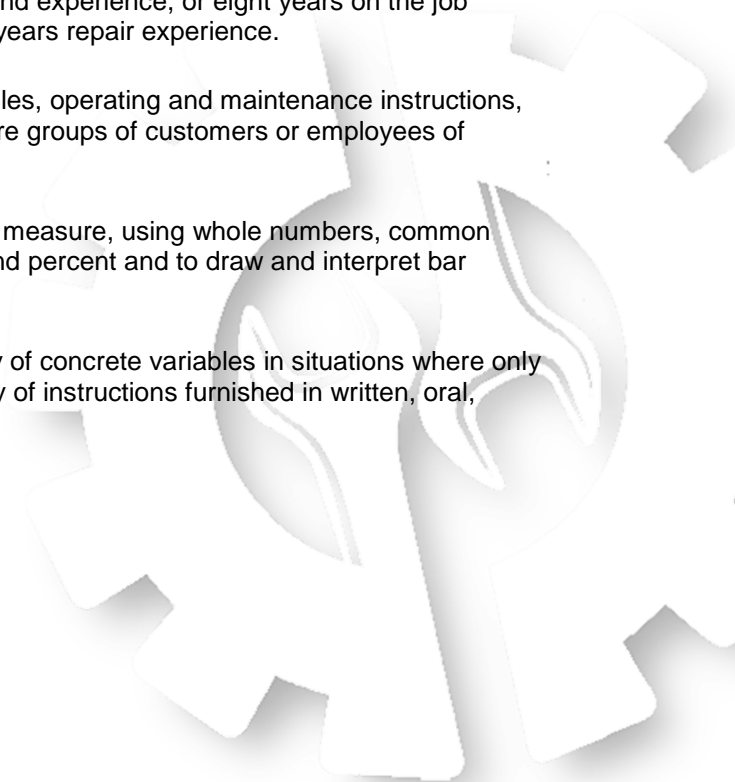 nd experience, or eight years on the job
years repair experience.
les, operating and maintenance instructions,
re groups of customers or employees of
measure, using whole numbers, common
nd percent and to draw and interpret bar
y of concrete variables in situations where only
y of instructions furnished in written, oral,